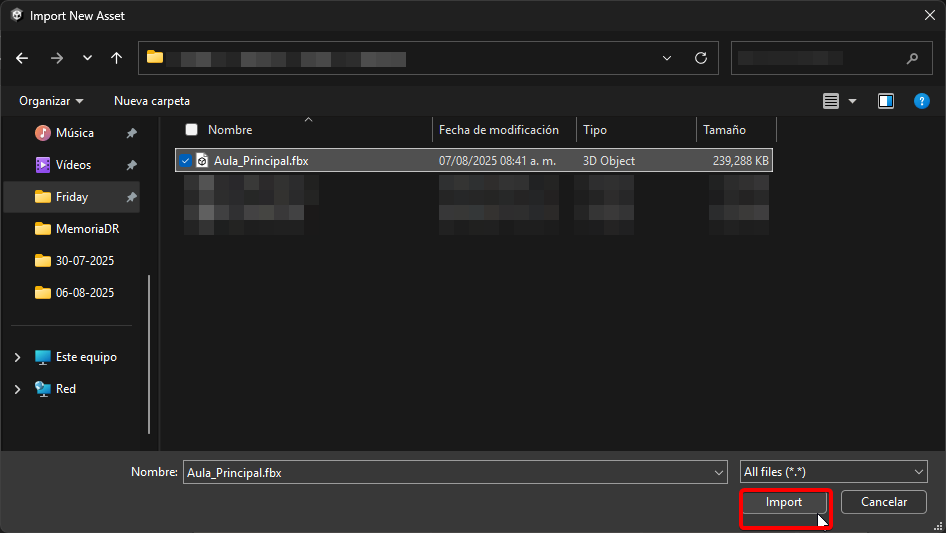 Import New Asset
Organizar
Nueva carpeta
Música
Vídeos
Friday
MemoriaDR
30-07-2025
06-08-2025
Este equipo
Red
Nombre Fecha de modificación Tipo Tamaño
Aula_Principal.fbx 07/08/2025 08:41 a. m. 3D Object 239,288 KB
Nombre: Aula_Principal.fbx All files (*.*)
Import Cancelar